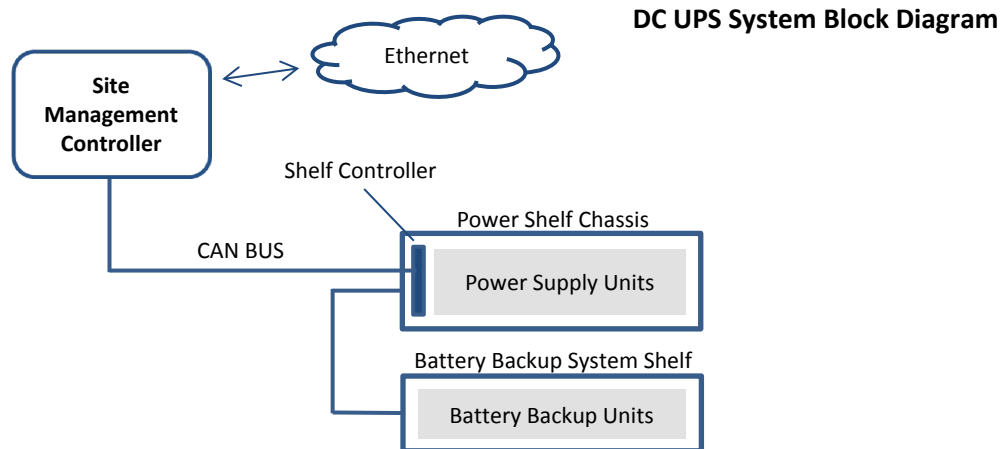 DC UPS System Block Diagram
Ethernet
Site
Management
Controller
Shelf Controller
Power Shelf Chassis
CAN BUS
Power Supply Units
Battery Backup System Shelf
Battery Backup Units